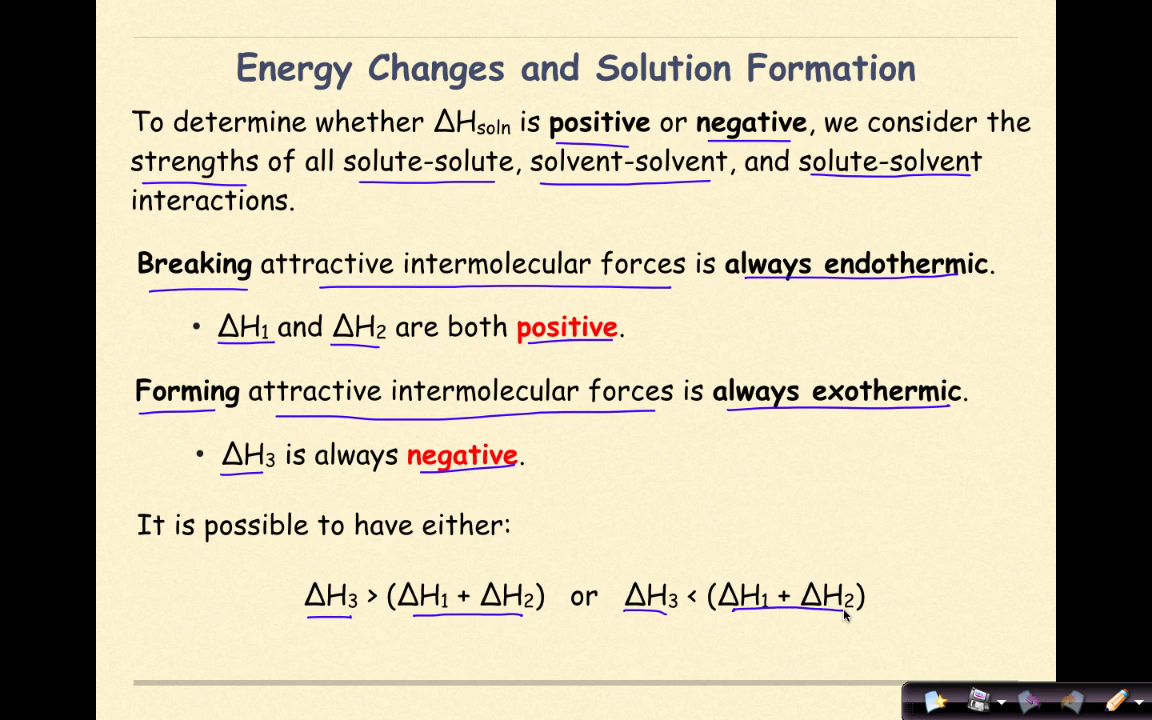 Energy Changes and Solution Formation
To determine whether ΔHsoln is positive or negative, we consider the
strengths of all solute-solute, solvent-solvent, and solute-solvent
interactions.
Breaking attractive intermolecular forces is always endothermic.
• ΔH1 and ΔH2 are both positive.
Forming attractive intermolecular forces is always exothermic.
• ΔH3 is always negative.
It is possible to have either:
ΔH3 > (ΔH1 + ΔH2) or ΔH3 < (ΔH1 + ΔH2)